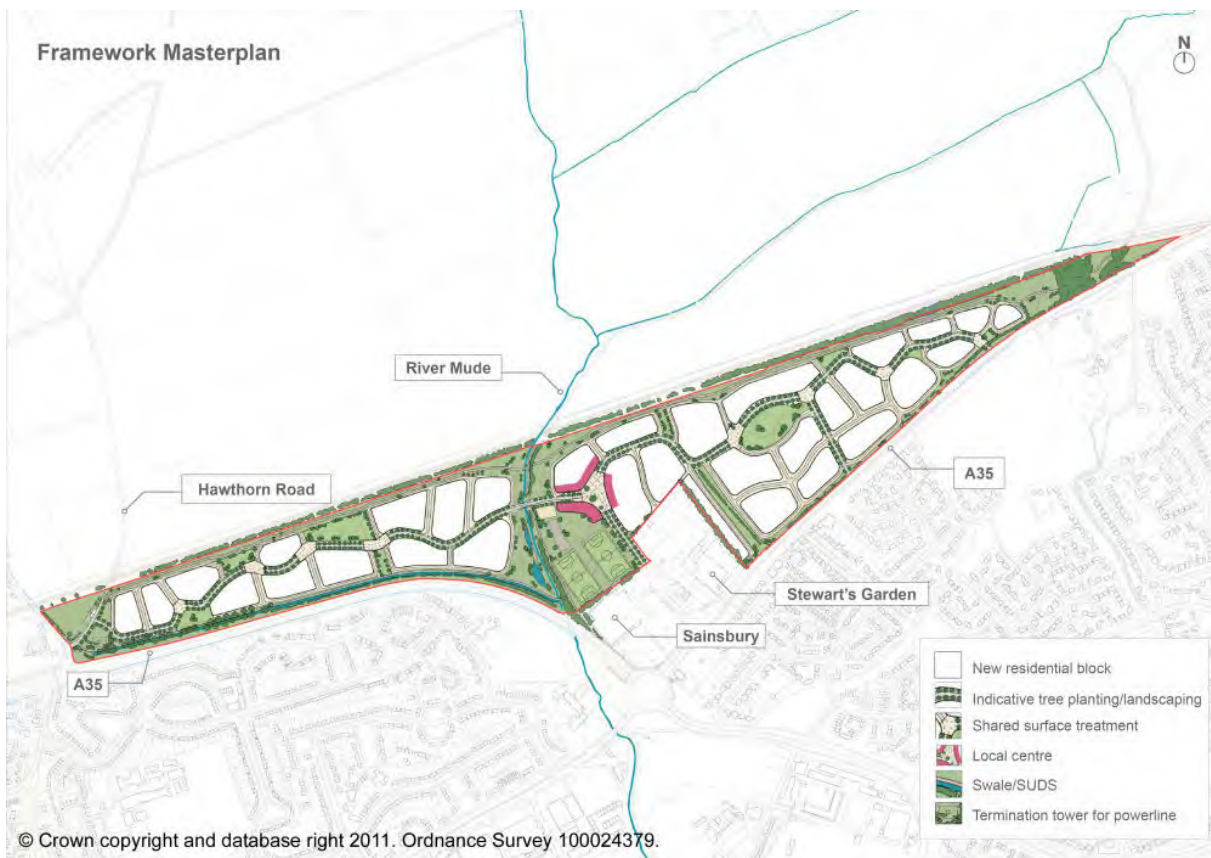 Framework Masterplan
N
River Mude
Hawthorn Road
A35
Stewart's Garden
Sainsbury
A35
New residential block
Indicative tree planting/landscaping
Shared surface treatment
Local centre
Swale/SUDS
Termination tower for powerline
© Crown copyright and database right 2011. Ordnance Survey 100024379.